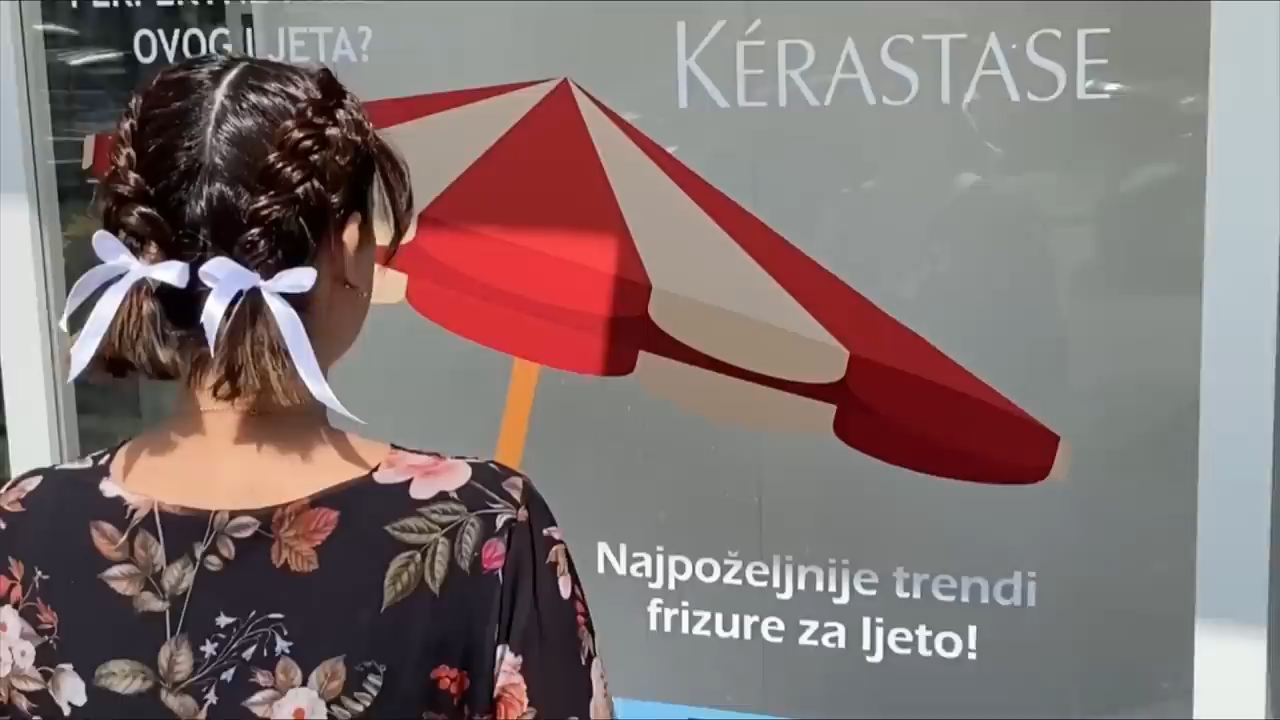 OVOG LJETA?
KÉRASTASE
Najpoželjnije trendi
frizure za ljeto!